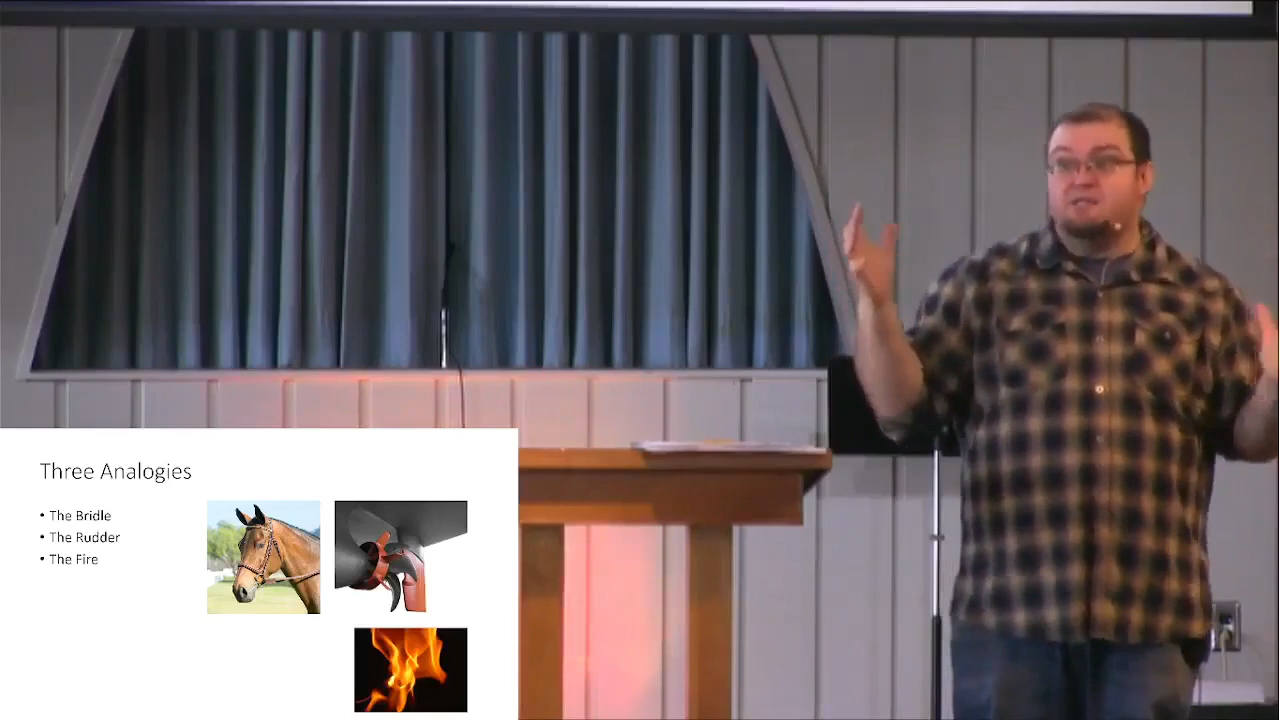 Three Analogies
• The Bridle
• The Rudder
• The Fire